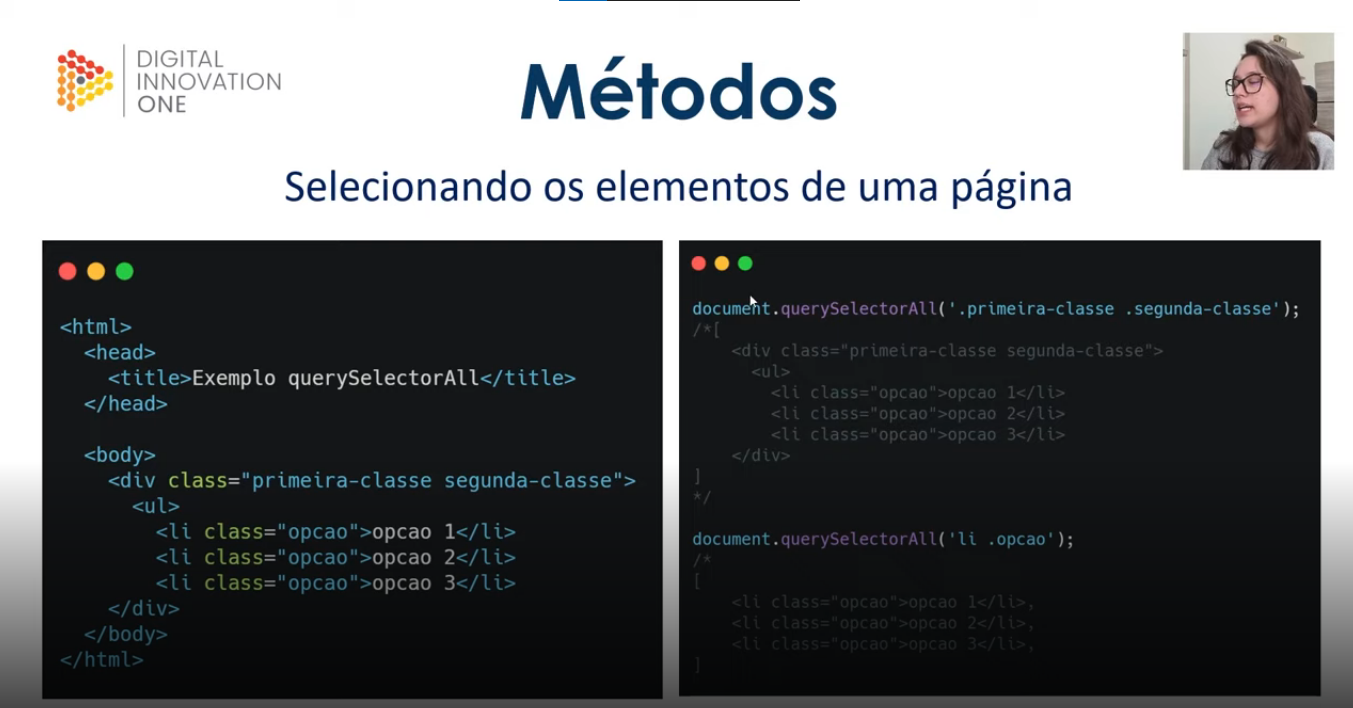 DIGITAL
INNOVATION
ONE
Métodos
Selecionando os elementos de uma página
<html>
<head>
<title>Exemplo querySelectorAll</title>
</head>
<body>
<div class="primeira-classe segunda-classe">
<ul>
<li class="opcao">opcao 1</li>
<li class="opcao">opcao 2</li>
<li class="opcao">opcao 3</li>
</div>
</body>
</html>
document.querySelectorAll('.primeira-classe .segunda-classe');
/*[
<div class="primeira-classe segunda-classe">
<ul>
<li class="opcao">opcao 1</li>
<li class="opcao">opcao 2</li>
<li class="opcao">opcao 3</li>
</div>
]
*/
document.querySelectorAll('li .opcao');
/*
[
<li class="opcao">opcao 1</li>,
<li class="opcao">opcao 2</li>,
<li class="opcao">opcao 3</li>,
]